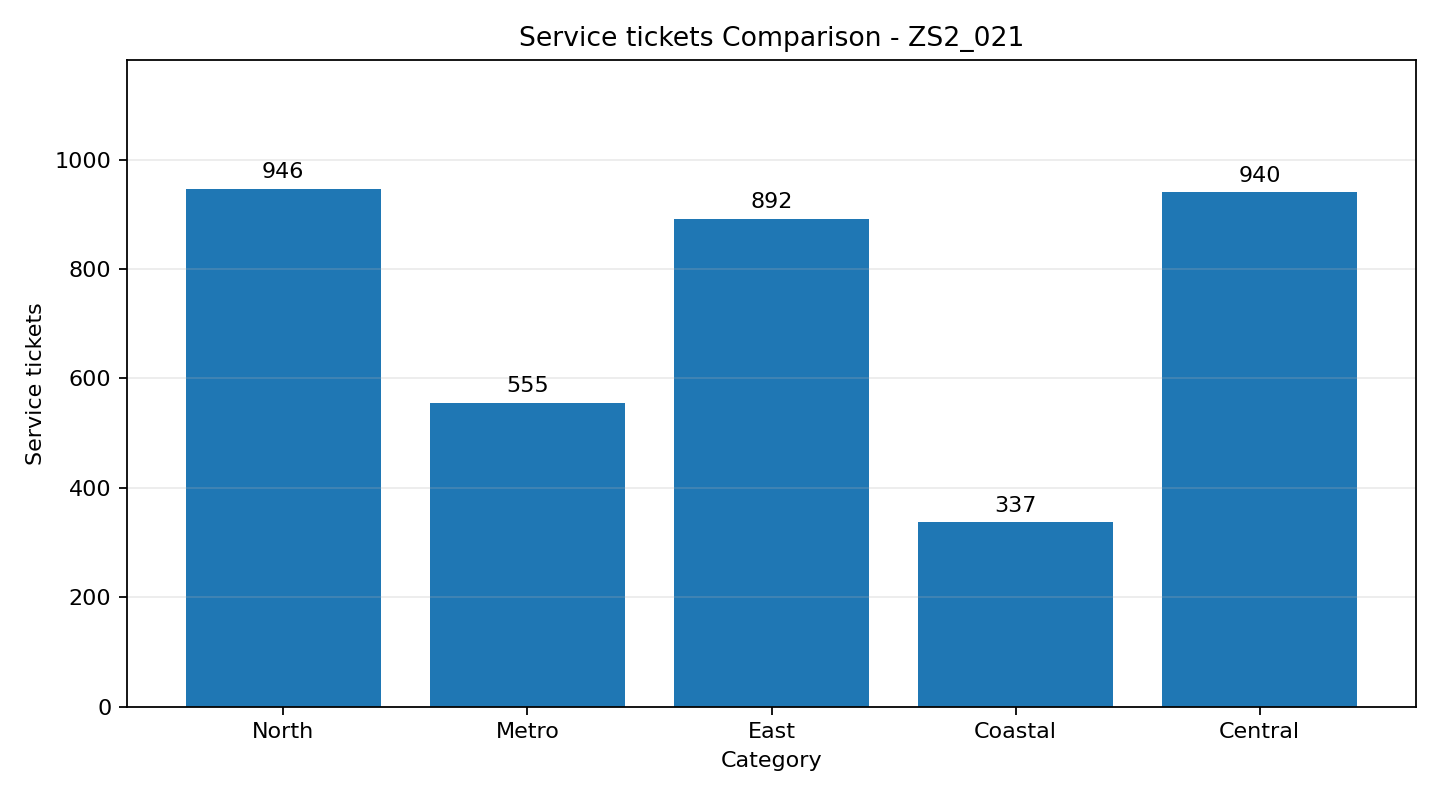 Service tickets Comparison - ZS2_021
Service tickets
1000
800
600
400
200
0
946
555
892
337
940
North
Metro
East
Coastal
Central
Category